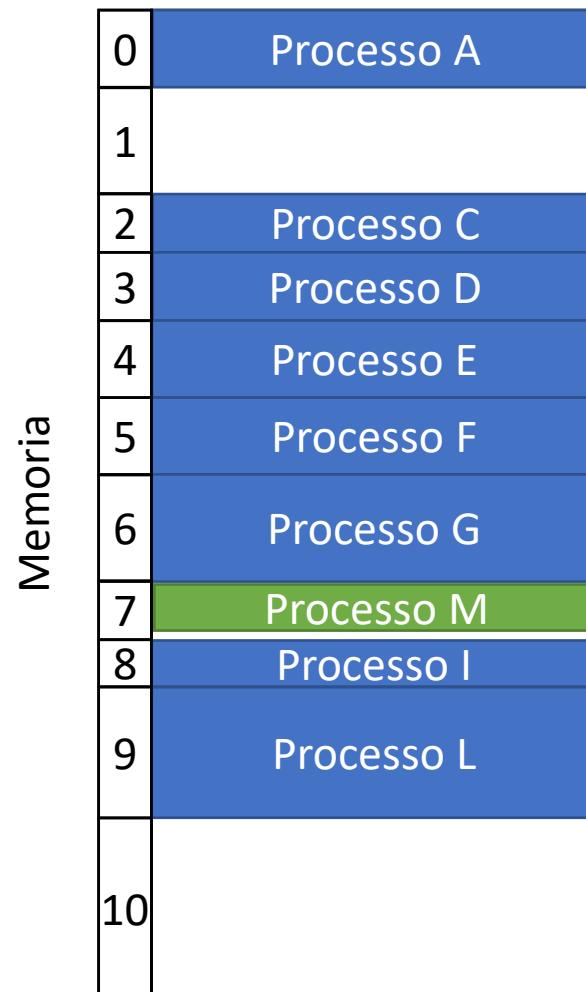 Memoria
0 Processo A
1
2 Processo C
3 Processo D
4 Processo E
5 Processo F
6 Processo G
7 Processo M
8 Processo I
9 Processo L
10